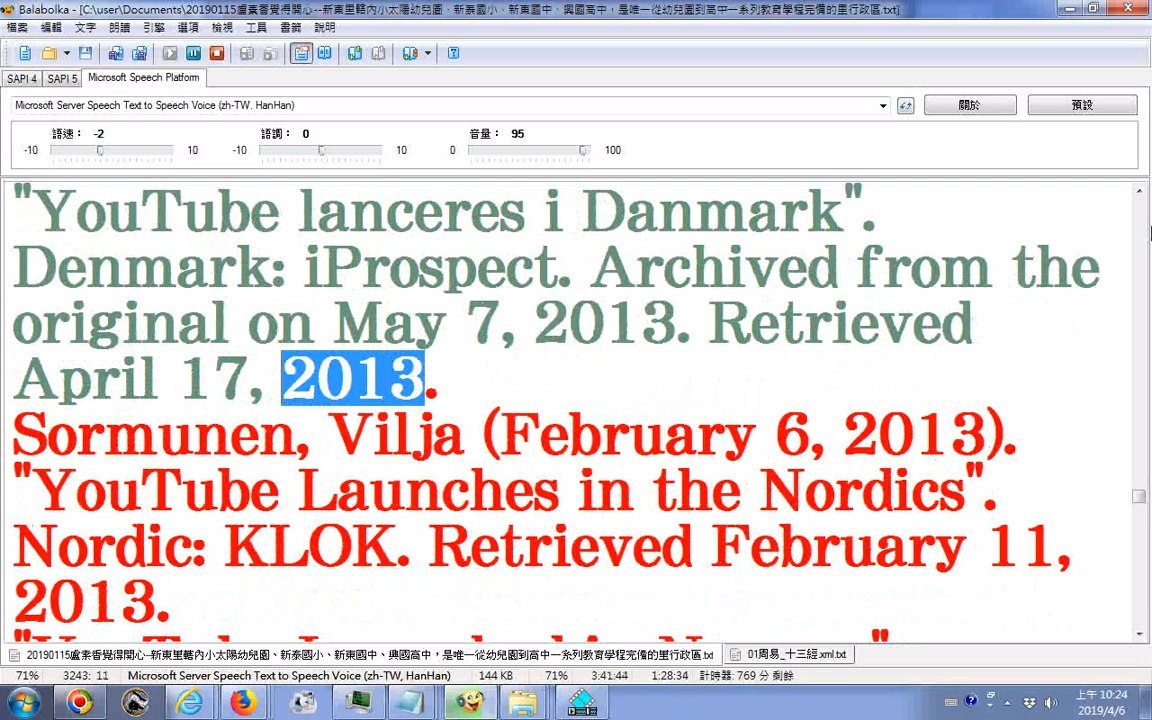 Balabolka - [C:\user\Documents\20190115盧素香覺得開心--新東里轄內小太陽幼兒園、新泰國小、新東國中、興國高中，是唯一從幼兒園到高中一系列教育學程完備的里行政區.txt]
檔案 編輯 文字 朗讀 引擎 選項 檢視 工具 書籤 說明
SAPI 4 SAPI 5 Microsoft Speech Platform
Microsoft Server Speech Text to Speech Voice (zh-TW, HanHan) 關於 預設
語速： -2 語調： 0 音量： 95
-10 10 -10 10 0 100
"YouTube lanceres i Danmark".
Denmark: iProspect. Archived from the
original on May 7, 2013. Retrieved
April 17, 2013.
Sormunen, Vilja (February 6, 2013).
"YouTube Launches in the Nordics".
Nordic: KLOK. Retrieved February 11,
2013.
20190115盧素香覺得開心--新東里轄內小太陽幼兒園、新泰國小、新東國中、興國高中，是唯一從幼兒園到高中一系列教育學程完備的里行政區.txt 01周易_十三經.xml.txt
71% 3243: 11 Microsoft Server Speech Text to Speech Voice (zh-TW, HanHan) 144 KB 71% 3:41:44 1:28:34 計時器: 769 分 剩餘
上午 10:24
2019/4/6